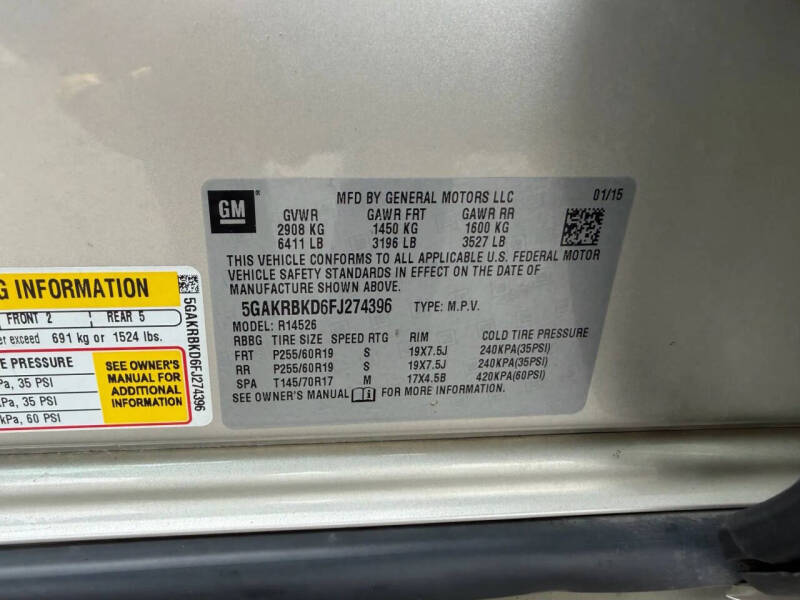 GM
MFD BY GENERAL MOTORS LLC 01/15
GVWR GAWR FRT GAWR RR
2908 KG 1450 KG 1600 KG
6411 LB 3196 LB 3527 LB
THIS VEHICLE CONFORMS TO ALL APPLICABLE U.S. FEDERAL MOTOR
VEHICLE SAFETY STANDARDS IN EFFECT ON THE DATE OF
MANUFACTURE SHOWN ABOVE.
5GAKRBKD6FJ274396 TYPE: M.P.V.
MODEL: R14526
RBBG TIRE SIZE SPEED RTG RIM COLD TIRE PRESSURE
FRT P255/60R19 S 19X7.5J 240KPA(35PSI)
RR P255/60R19 S 19X7.5J 240KPA(35PSI)
SPA T145/70R17 M 17X4.5B 420KPA(60PSI)
SEE OWNER'S MANUAL FOR MORE INFORMATION.
G INFORMATION
FRONT 2 REAR 5
er exceed 691 kg or 1524 lbs.
E PRESSURE
Pa, 35 PSI
kPa, 35 PSI
kPa, 60 PSI
SEE OWNER'S
MANUAL FOR
ADDITIONAL
INFORMATION
5GAKRBKD6FJ274396